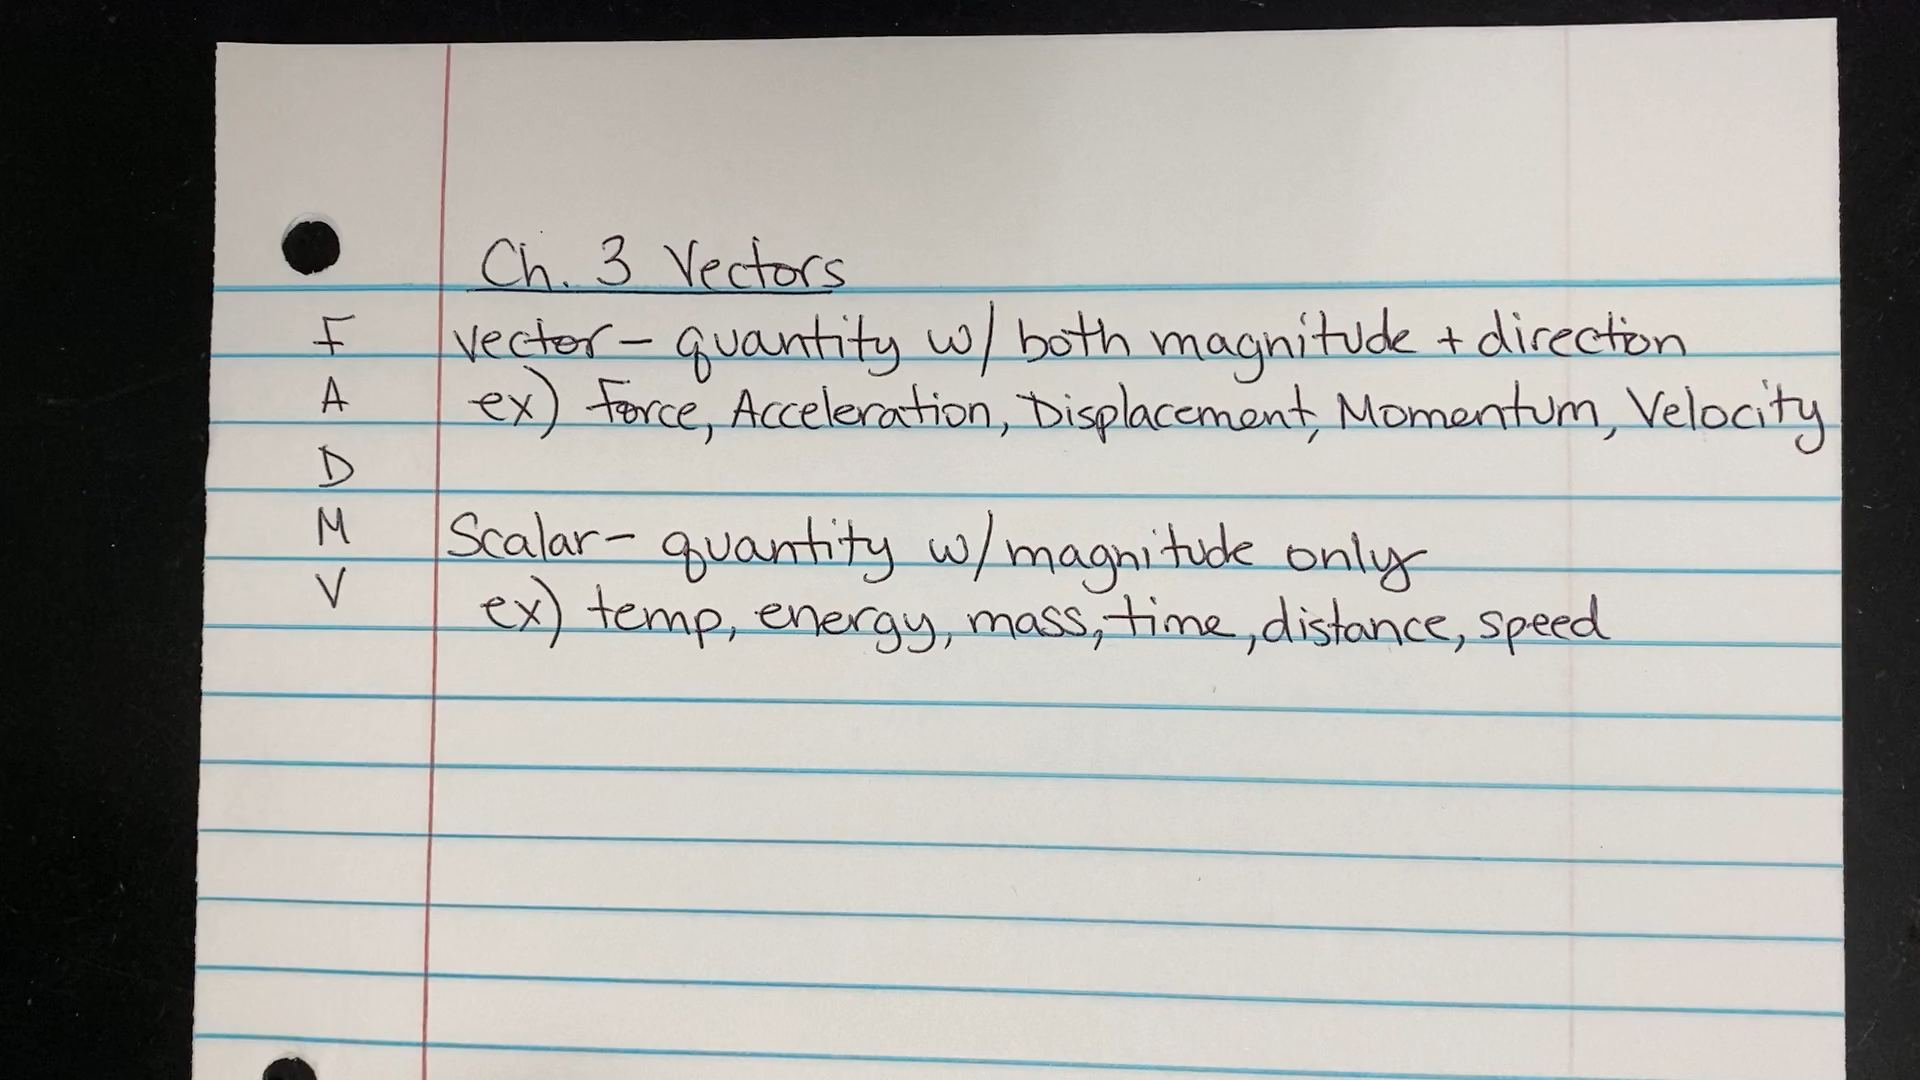 Ch. 3 Vectors
F
vector - quantity w/ both magnitude + direction
A
ex) Force, Acceleration, Displacement, Momentum, Velocity
D
M
Scalar - quantity w/ magnitude only
V
ex) temp, energy, mass, time, distance, speed